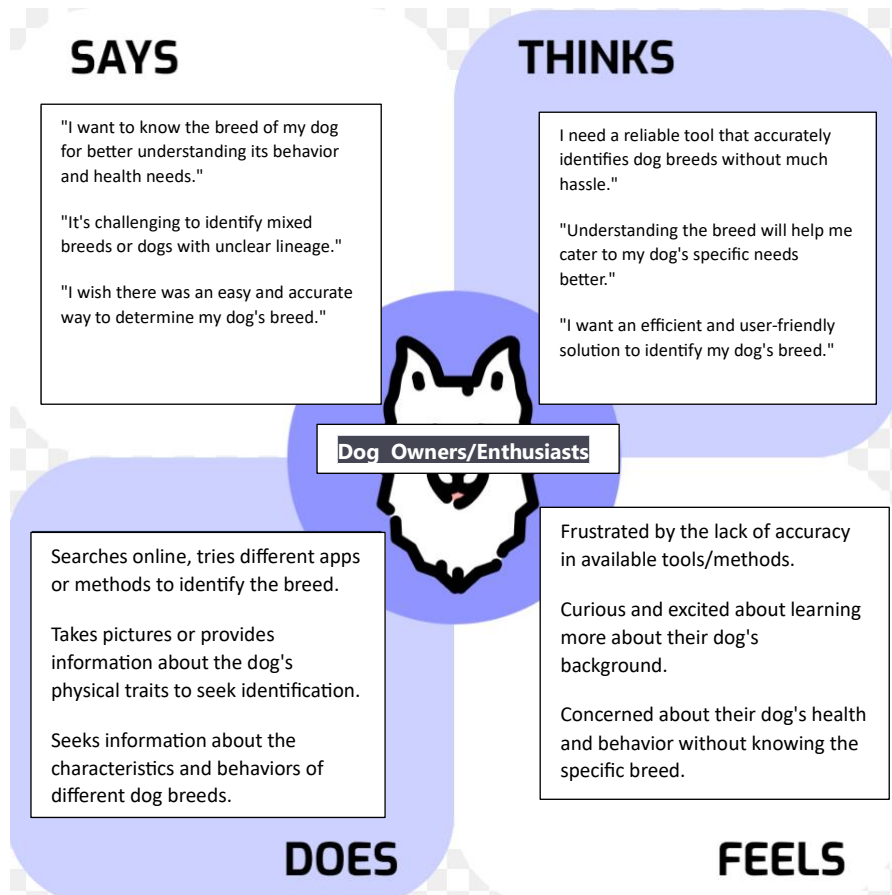 SAYS
"I want to know the breed of my dog
for better understanding its behavior
and health needs."
"It's challenging to identify mixed
breeds or dogs with unclear lineage."
"I wish there was an easy and accurate
way to determine my dog's breed."
THINKS
I need a reliable tool that accurately
identifies dog breeds without much
hassle."
"Understanding the breed will help me
cater to my dog's specific needs
better."
"I want an efficient and user-friendly
solution to identify my dog's breed."
Dog Owners/Enthusiasts
Searches online, tries different apps
or methods to identify the breed.
Takes pictures or provides
information about the dog's
physical traits to seek identification.
Seeks information about the
characteristics and behaviors of
different dog breeds.
DOES
Frustrated by the lack of accuracy
in available tools/methods.
Curious and excited about learning
more about their dog's
background.
Concerned about their dog's health
and behavior without knowing the
specific breed.
FEELS